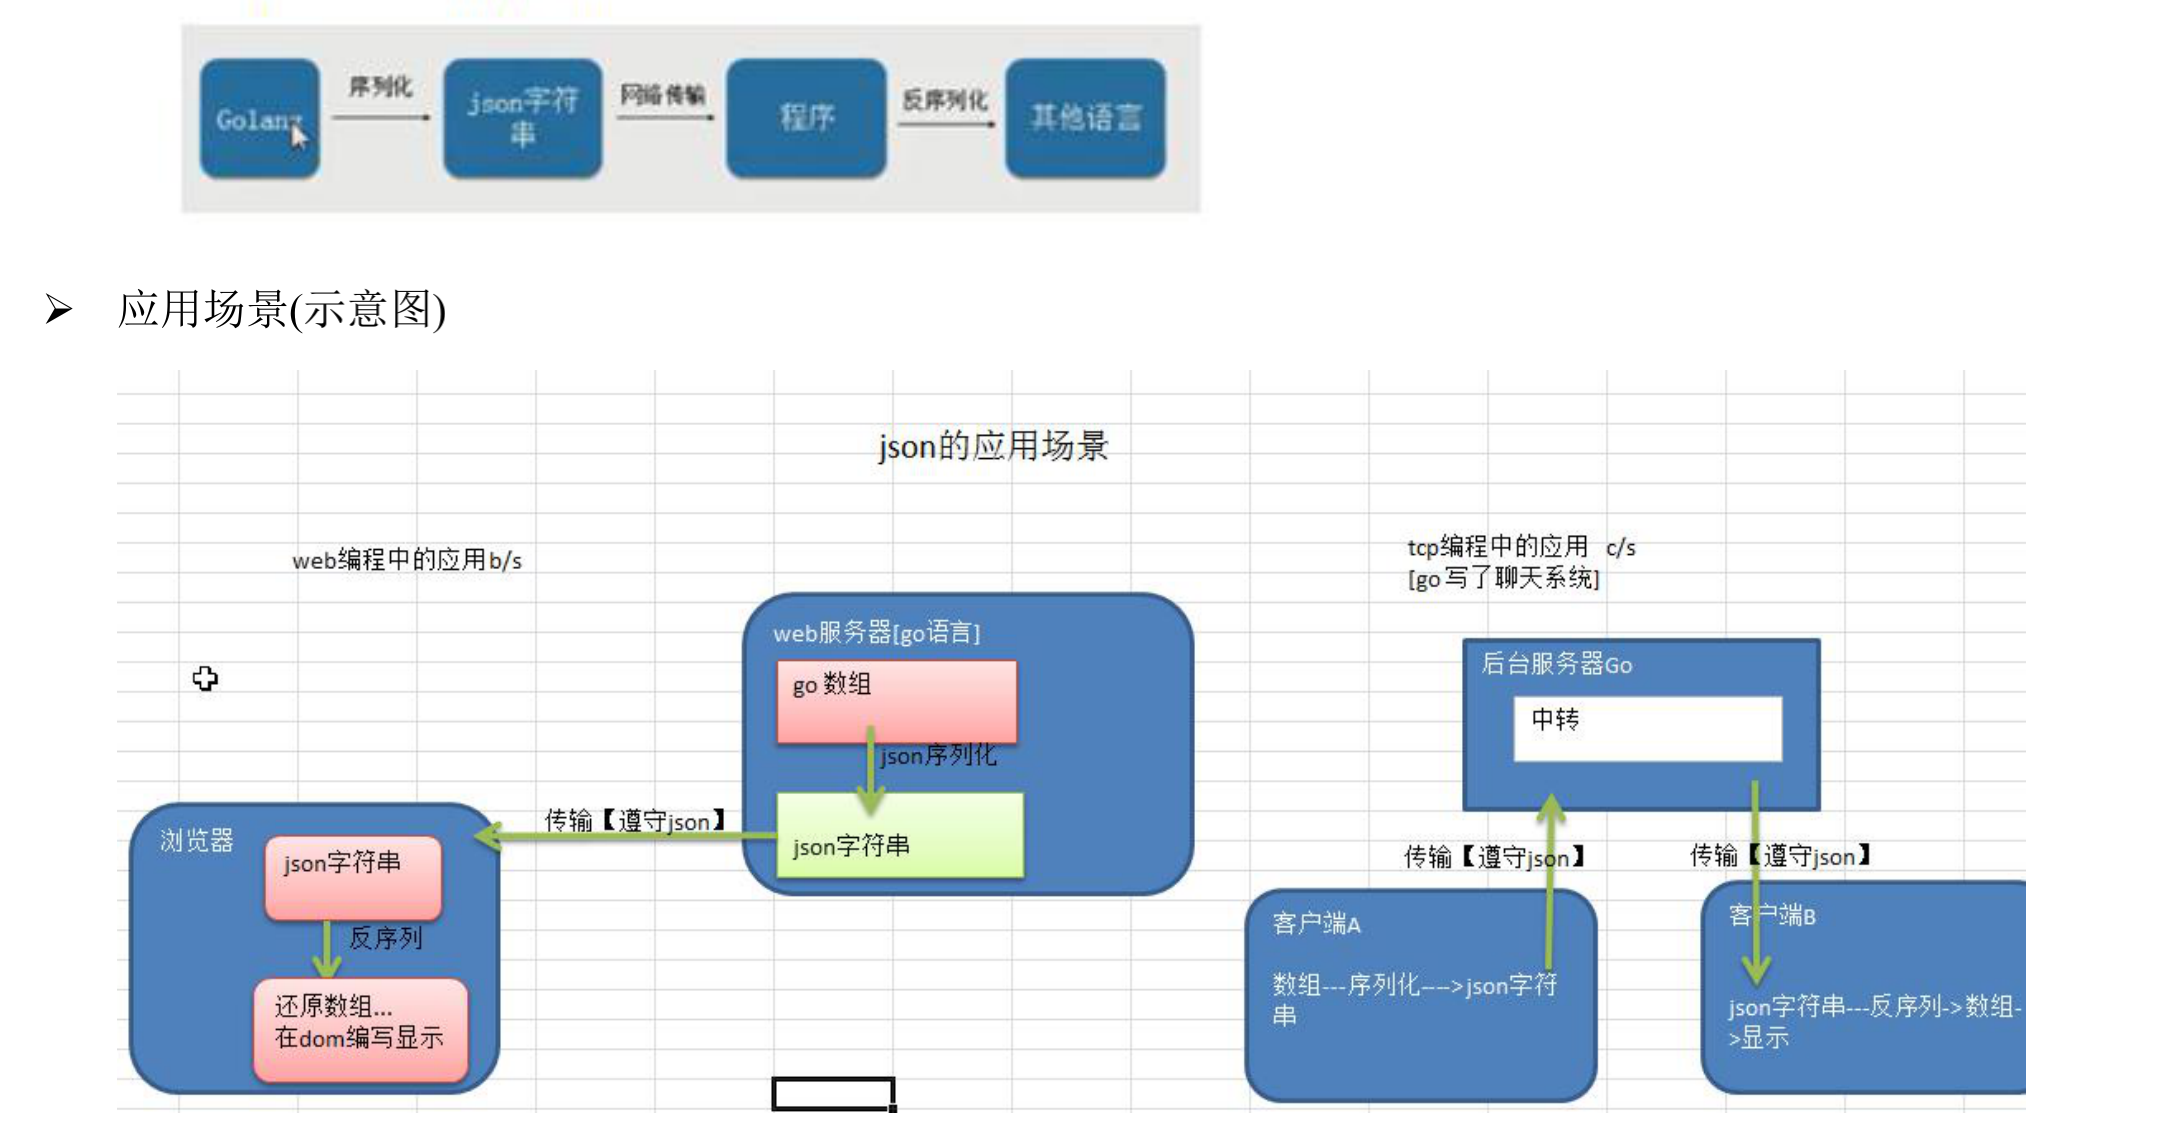 Golang
序列化
json字符
串
网络传输
程序
反序列化
其他语言
➢ 应用场景(示意图)
json的应用场景
web编程中的应用b/s
tcp编程中的应用 c/s
[go写了聊天系统]
web服务器[go语言]
go 数组
json序列化
json字符串
传输【遵守json】
浏览器
json字符串
反序列
还原数组...
在dom编写显示
后台服务器Go
中转
传输【遵守json】
传输【遵守json】
客户端A
数组---序列化---->json字符
串
客户端B
json字符串---反序列->数组-
>显示